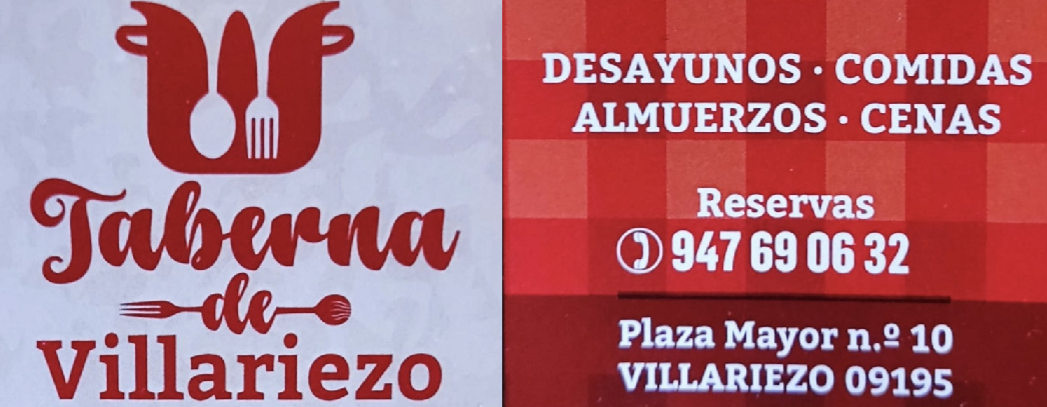 Taberna
de
Villariezo
DESAYUNOS · COMIDAS
ALMUERZOS · CENAS
Reservas
947 69 06 32
Plaza Mayor n.º 10
VILLARIEZO 09195